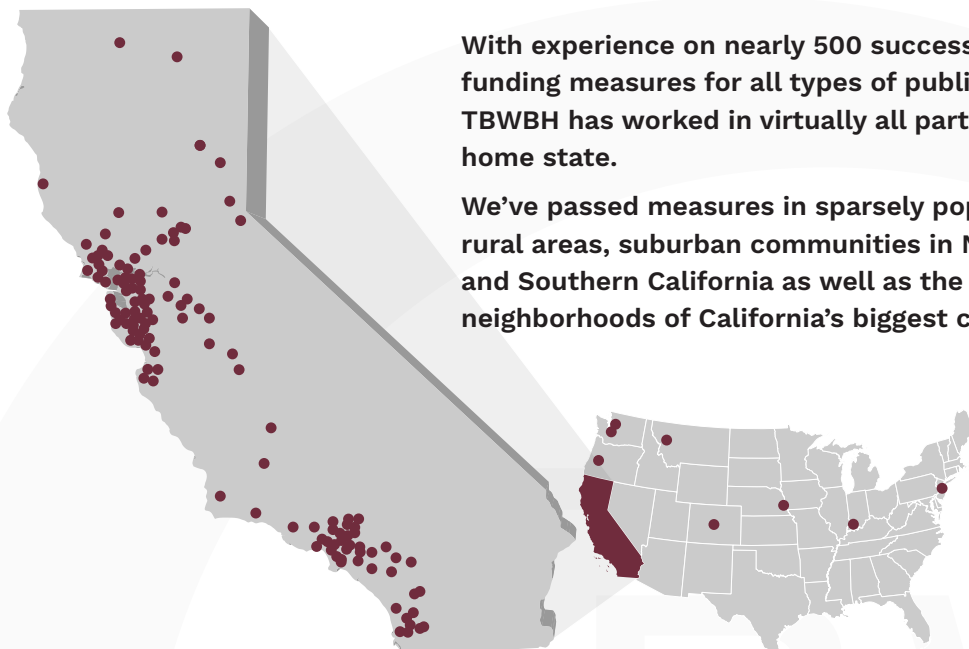 With experience on nearly 500 success
funding measures for all types of publi
TBWBH has worked in virtually all part
home state.
We’ve passed measures in sparsely pop
rural areas, suburban communities in N
and Southern California as well as the
neighborhoods of California’s biggest c